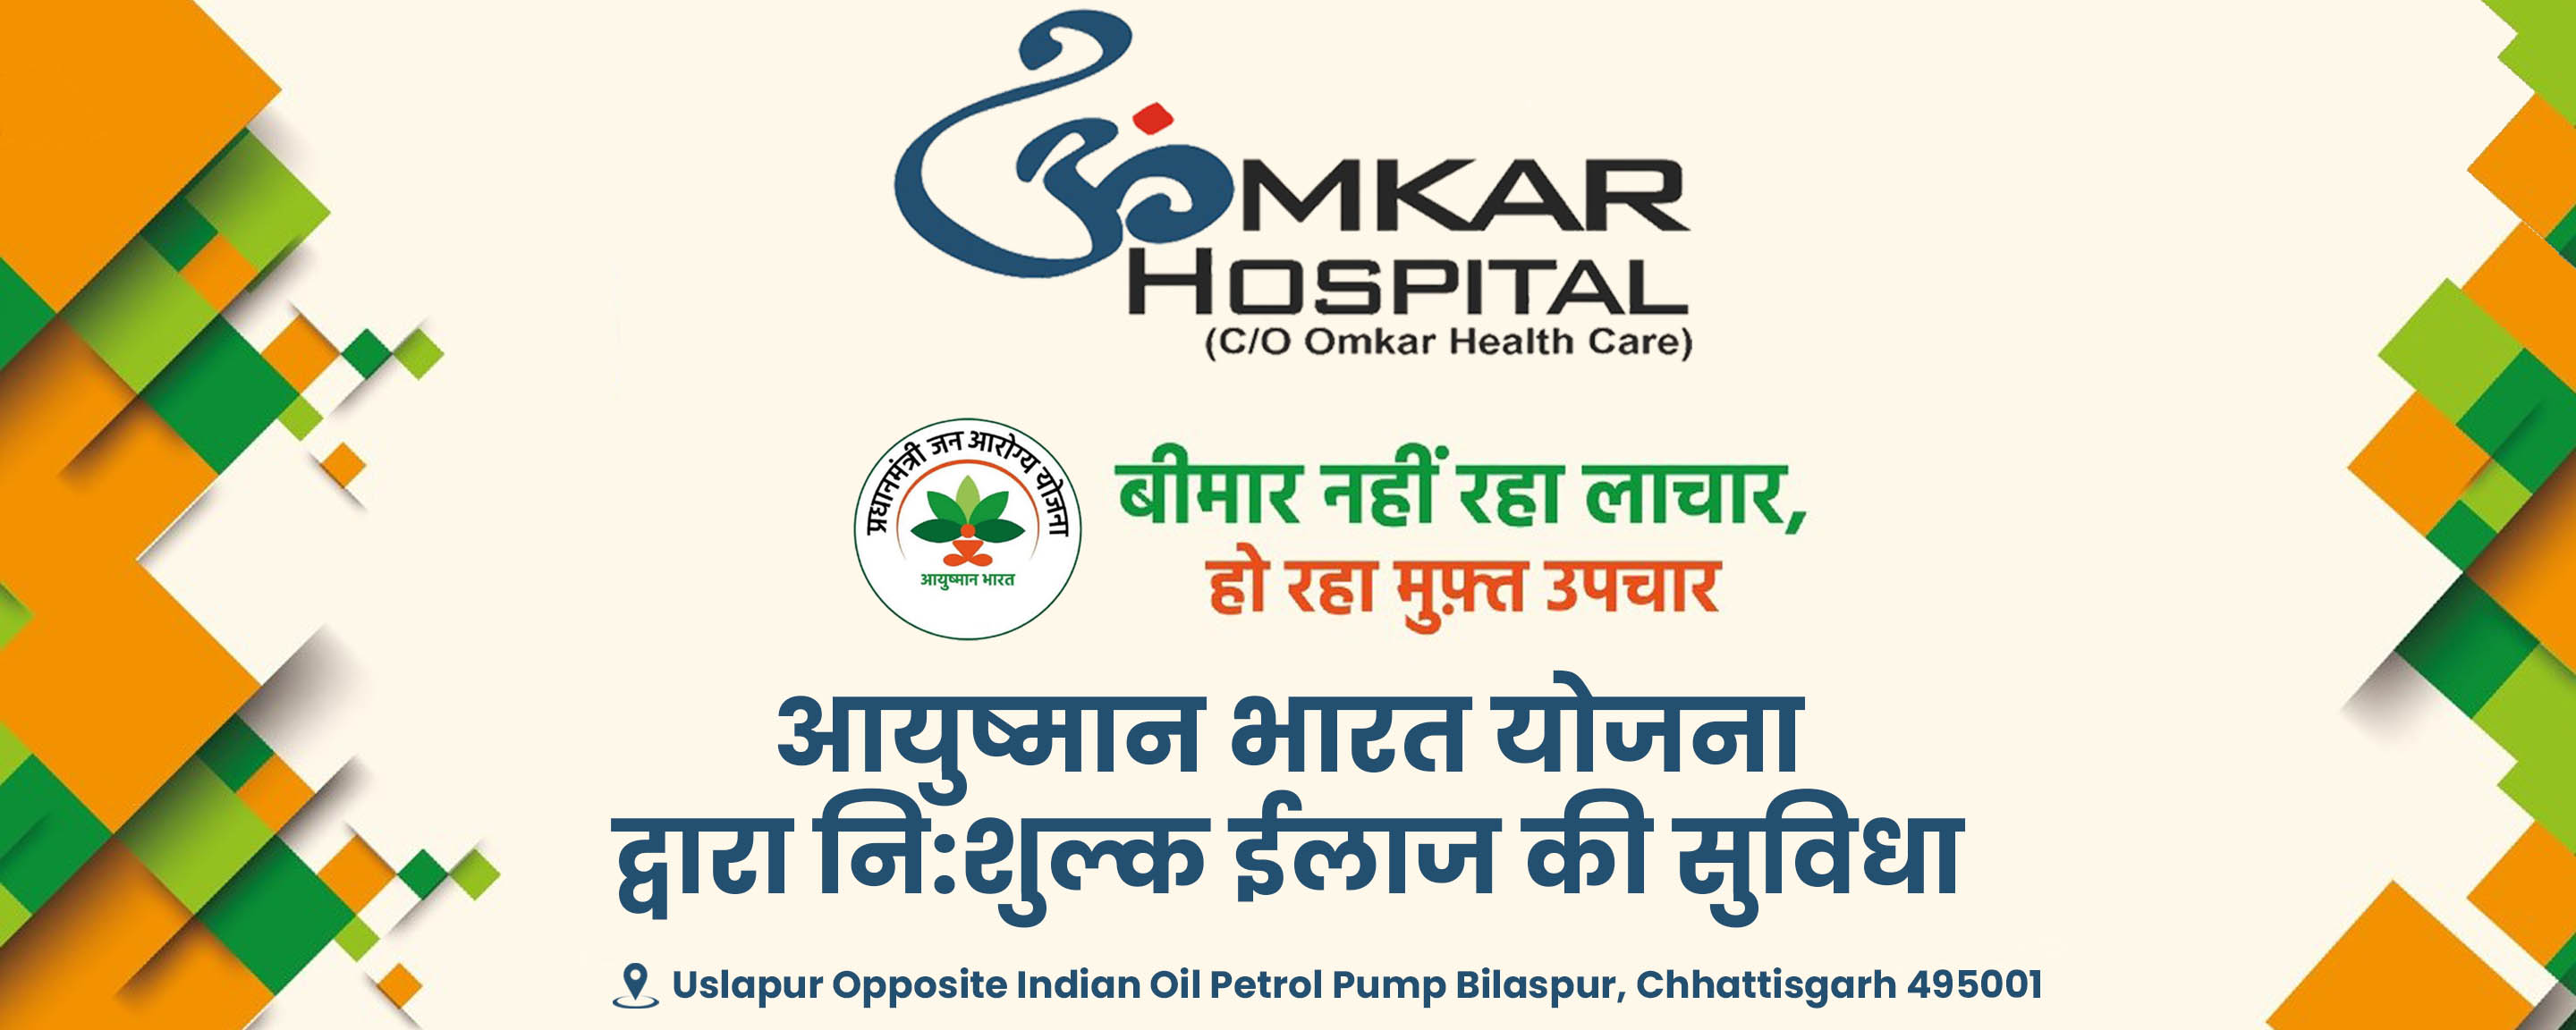 ॐMKAR
HOSPITAL
(C/O Omkar Health Care)
प्रधानमंत्री जन आरोग्य योजना
आयुष्मान भारत
बीमार नहीं रहा लाचार,
हो रहा मुफ़्त उपचार
आयुष्मान भारत योजना
द्वारा नि:शुल्क ईलाज की सुविधा
Uslapur Opposite Indian Oil Petrol Pump Bilaspur, Chhattisgarh 495001